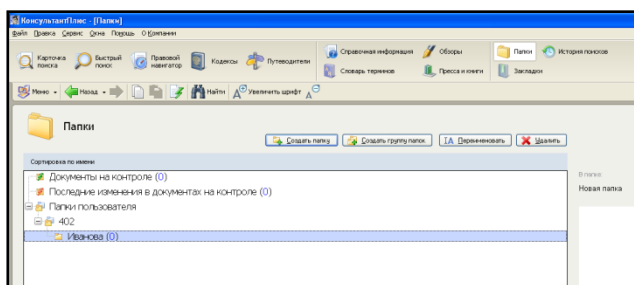 КонсультантПлюс - [Папки]
Файл Правка Сервис Окна Помощь О Компании
Карточка поиска Быстрый поиск Правовой навигатор Кодексы Путеводители Справочная информация Словарь терминов Обзоры Пресса и книги Папки Закладки История поисков
Меню Назад Найти Увеличить шрифт
Папки
Создать папку Создать группу папок Переименовать Удалить
Сортировка по имени
Документы на контроле (0)
Последние изменения в документах на контроле (0)
Папки пользователя
402
Иванова (0)
В папке:
Новая папка